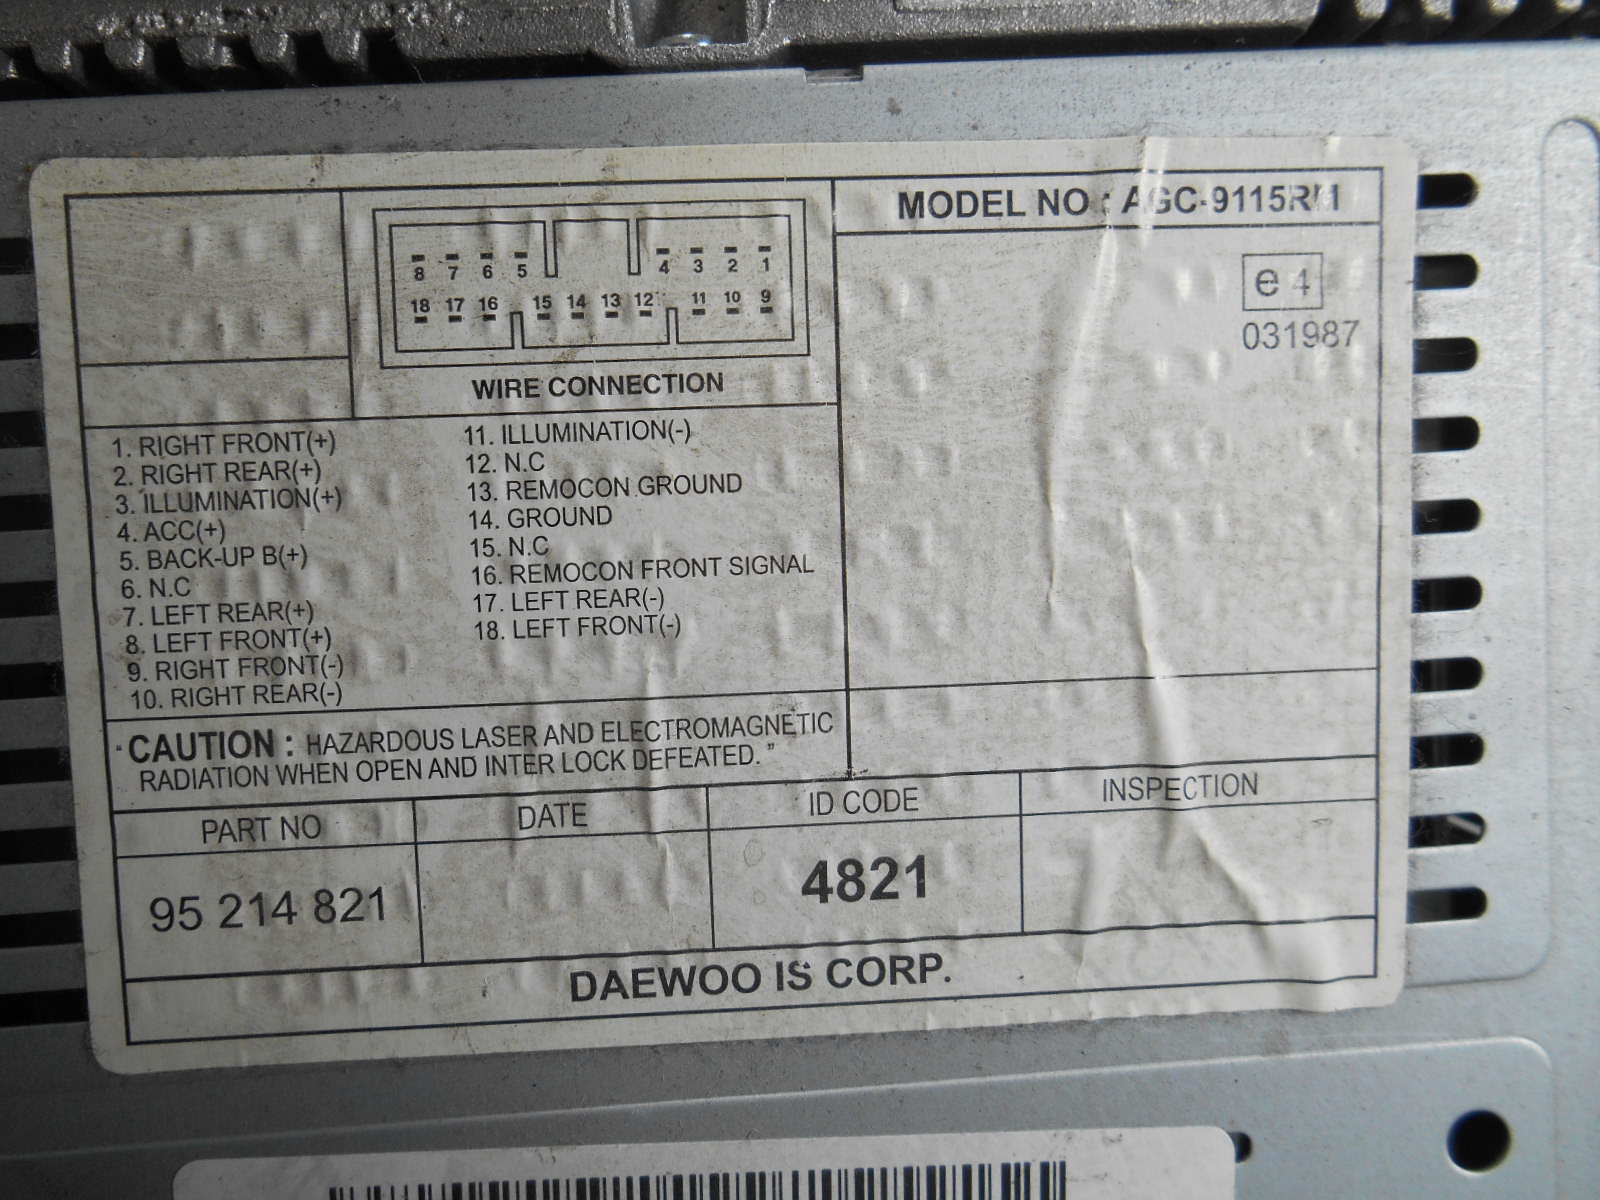 MODEL NO : AGC-9115RM
8 7 6 5 4 3 2 1
18 17 16 15 14 13 12 11 10 9
e4
031987
WIRE CONNECTION
1. RIGHT FRONT(+)
2. RIGHT REAR(+)
3. ILLUMINATION(+)
4. ACC(+)
5. BACK-UP B(+)
6. N.C
7. LEFT REAR(+)
8. LEFT FRONT(+)
9. RIGHT FRONT(-)
10. RIGHT REAR(-)
11. ILLUMINATION(-)
12. N.C
13. REMOCON GROUND
14. GROUND
15. N.C
16. REMOCON FRONT SIGNAL
17. LEFT REAR(-)
18. LEFT FRONT(-)
CAUTION : HAZARDOUS LASER AND ELECTROMAGNETIC
RADIATION WHEN OPEN AND INTER LOCK DEFEATED."
PART NO DATE ID CODE INSPECTION
95 214 821 4821
DAEWOO IS CORP.